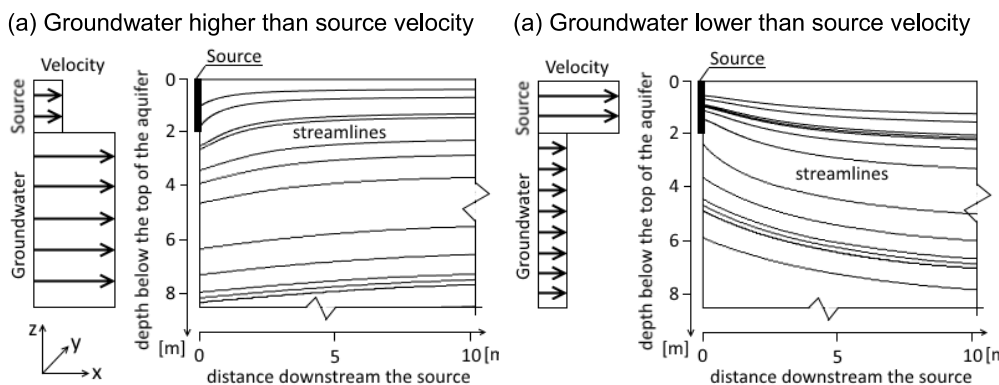 (a) Groundwater higher than source velocity
Velocity
Source
Groundwater
z
y
x
depth below the top of the aquifer
[m]
Source
streamlines
0
2
4
6
8
0
5
10 [m
distance downstream the source
(a) Groundwater lower than source velocity
Velocity
Source
Groundwater
depth below the top of the aquifer
[m]
Source
streamlines
0
2
4
6
8
0
5
10 [m
distance downstream the source